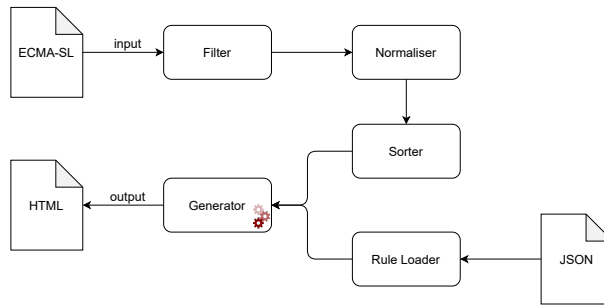 ECMA-SL
input
Filter
Normaliser
Sorter
HTML
output
Generator
Rule Loader
JSON